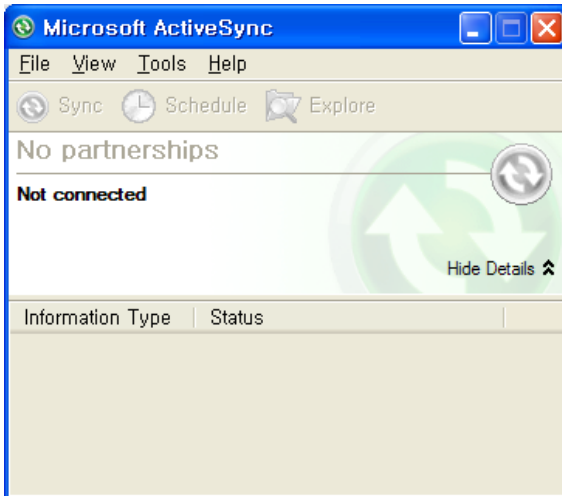 Microsoft ActiveSync
File View Tools Help
Sync Schedule Explore
No partnerships
Not connected
Hide Details
Information Type Status